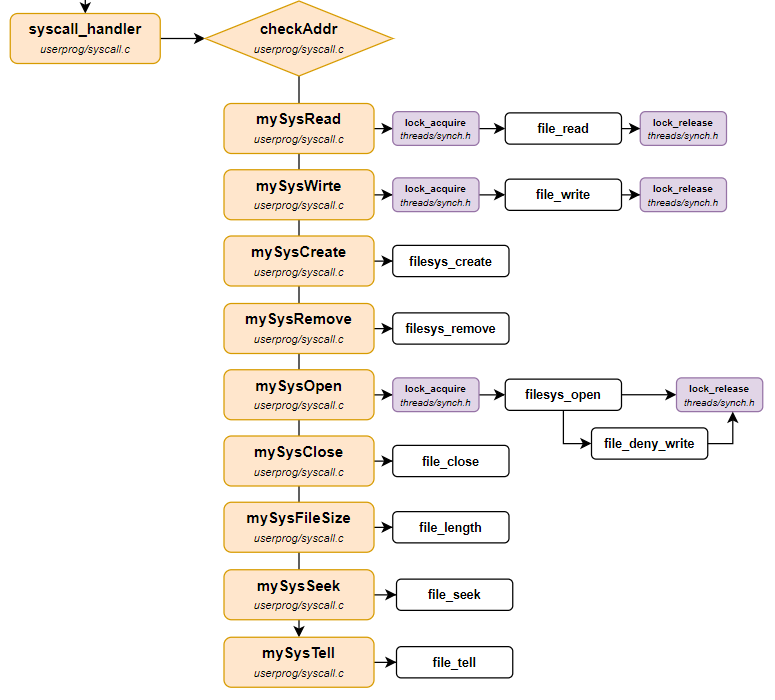 syscall_handler
userprog/syscall.c
checkAddr
userprog/syscall.c
mySysRead
userprog/syscall.c
lock_acquire
threads/synch.h
file_read
lock_release
threads/synch.h
mySysWirte
userprog/syscall.c
lock_acquire
threads/synch.h
file_write
lock_release
threads/synch.h
mySysCreate
userprog/syscall.c
filesys_create
mySysRemove
userprog/syscall.c
filesys_remove
mySysOpen
userprog/syscall.c
lock_acquire
threads/synch.h
filesys_open
lock_release
threads/synch.h
file_deny_write
mySysClose
userprog/syscall.c
file_close
mySysFileSize
userprog/syscall.c
file_length
mySysSeek
userprog/syscall.c
file_seek
mySysTell
userprog/syscall.c
file_tell